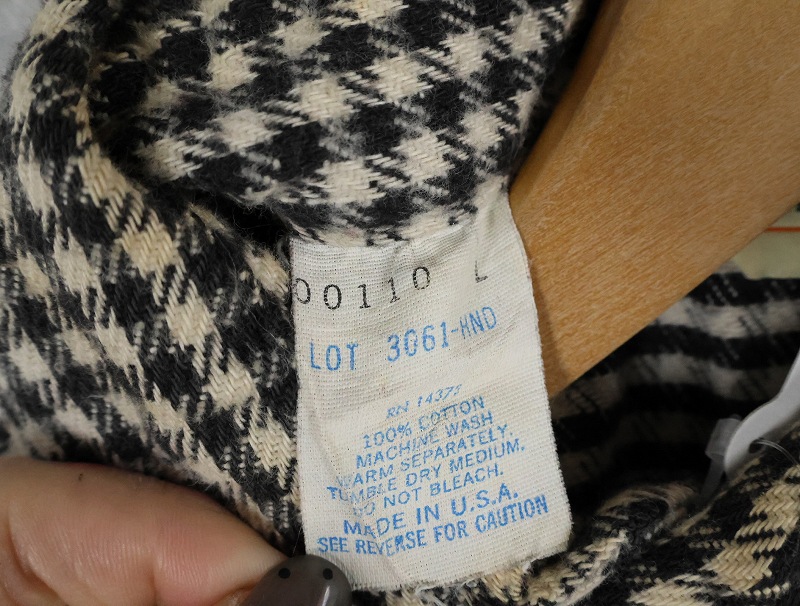 00110 L
LOT 3061-HND
RN 14375
100% COTTON
MACHINE WASH
WARM SEPARATELY.
TUMBLE DRY MEDIUM.
DO NOT BLEACH.
MADE IN U.S.A.
SEE REVERSE FOR CAUTION